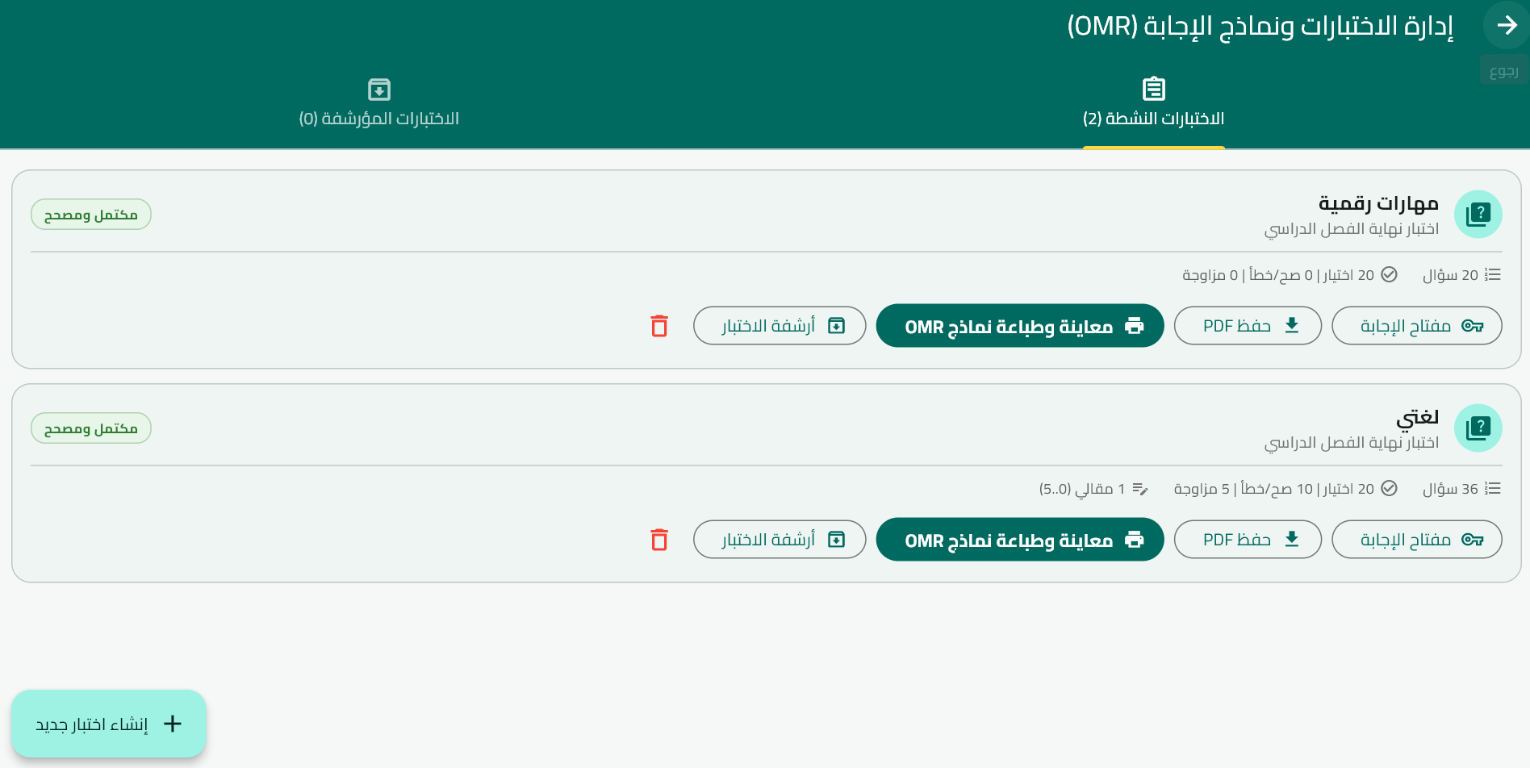 إدارة الاختبارات ونماذج الإجابة (OMR)
رجوع
الاختبارات النشطة (2)
الاختبارات المؤرشفة (0)
مهارات رقمية
اختبار نهاية الفصل الدراسي
مكتمل ومصحح
20 سؤال
20 اختيار | 0 صح/خطأ | 0 مزاوجة
مفتاح الإجابة
حفظ PDF
معاينة وطباعة نماذج OMR
أرشفة الاختبار
لغتي
اختبار نهاية الفصل الدراسي
مكتمل ومصحح
36 سؤال
20 اختيار | 10 صح/خطأ | 5 مزاوجة
1 مقالي (0..5)
مفتاح الإجابة
حفظ PDF
معاينة وطباعة نماذج OMR
أرشفة الاختبار
إنشاء اختبار جديد